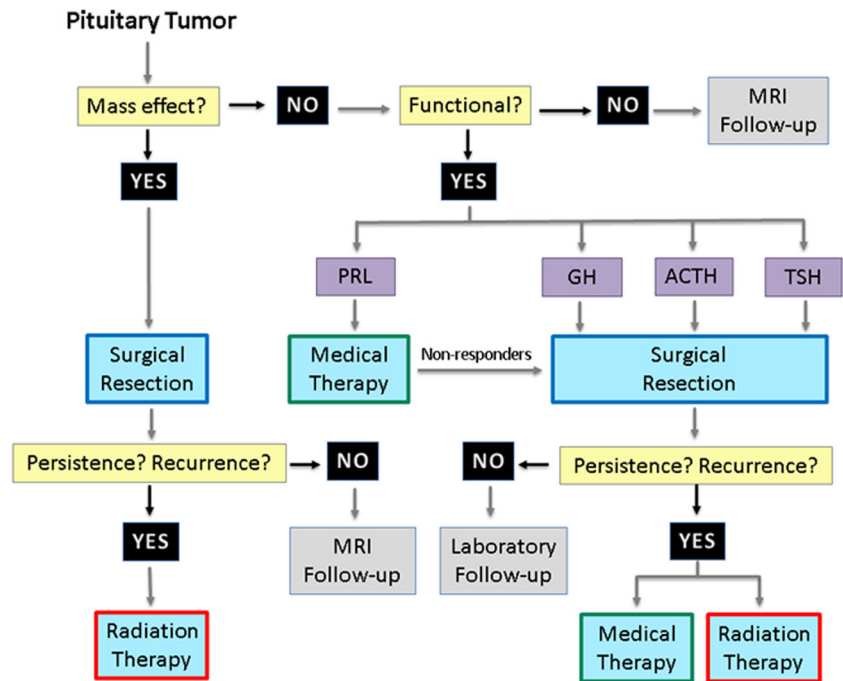 Pituitary Tumor
Mass effect?
NO
Functional?
NO
MRI
Follow-up
YES
YES
PRL
GH
ACTH
TSH
Surgical
Resection
Medical
Therapy
Non-responders
Surgical
Resection
Persistence? Recurrence?
NO
NO
Persistence? Recurrence?
YES
MRI
Follow-up
Laboratory
Follow-up
YES
Radiation
Therapy
Medical
Therapy
Radiation
Therapy